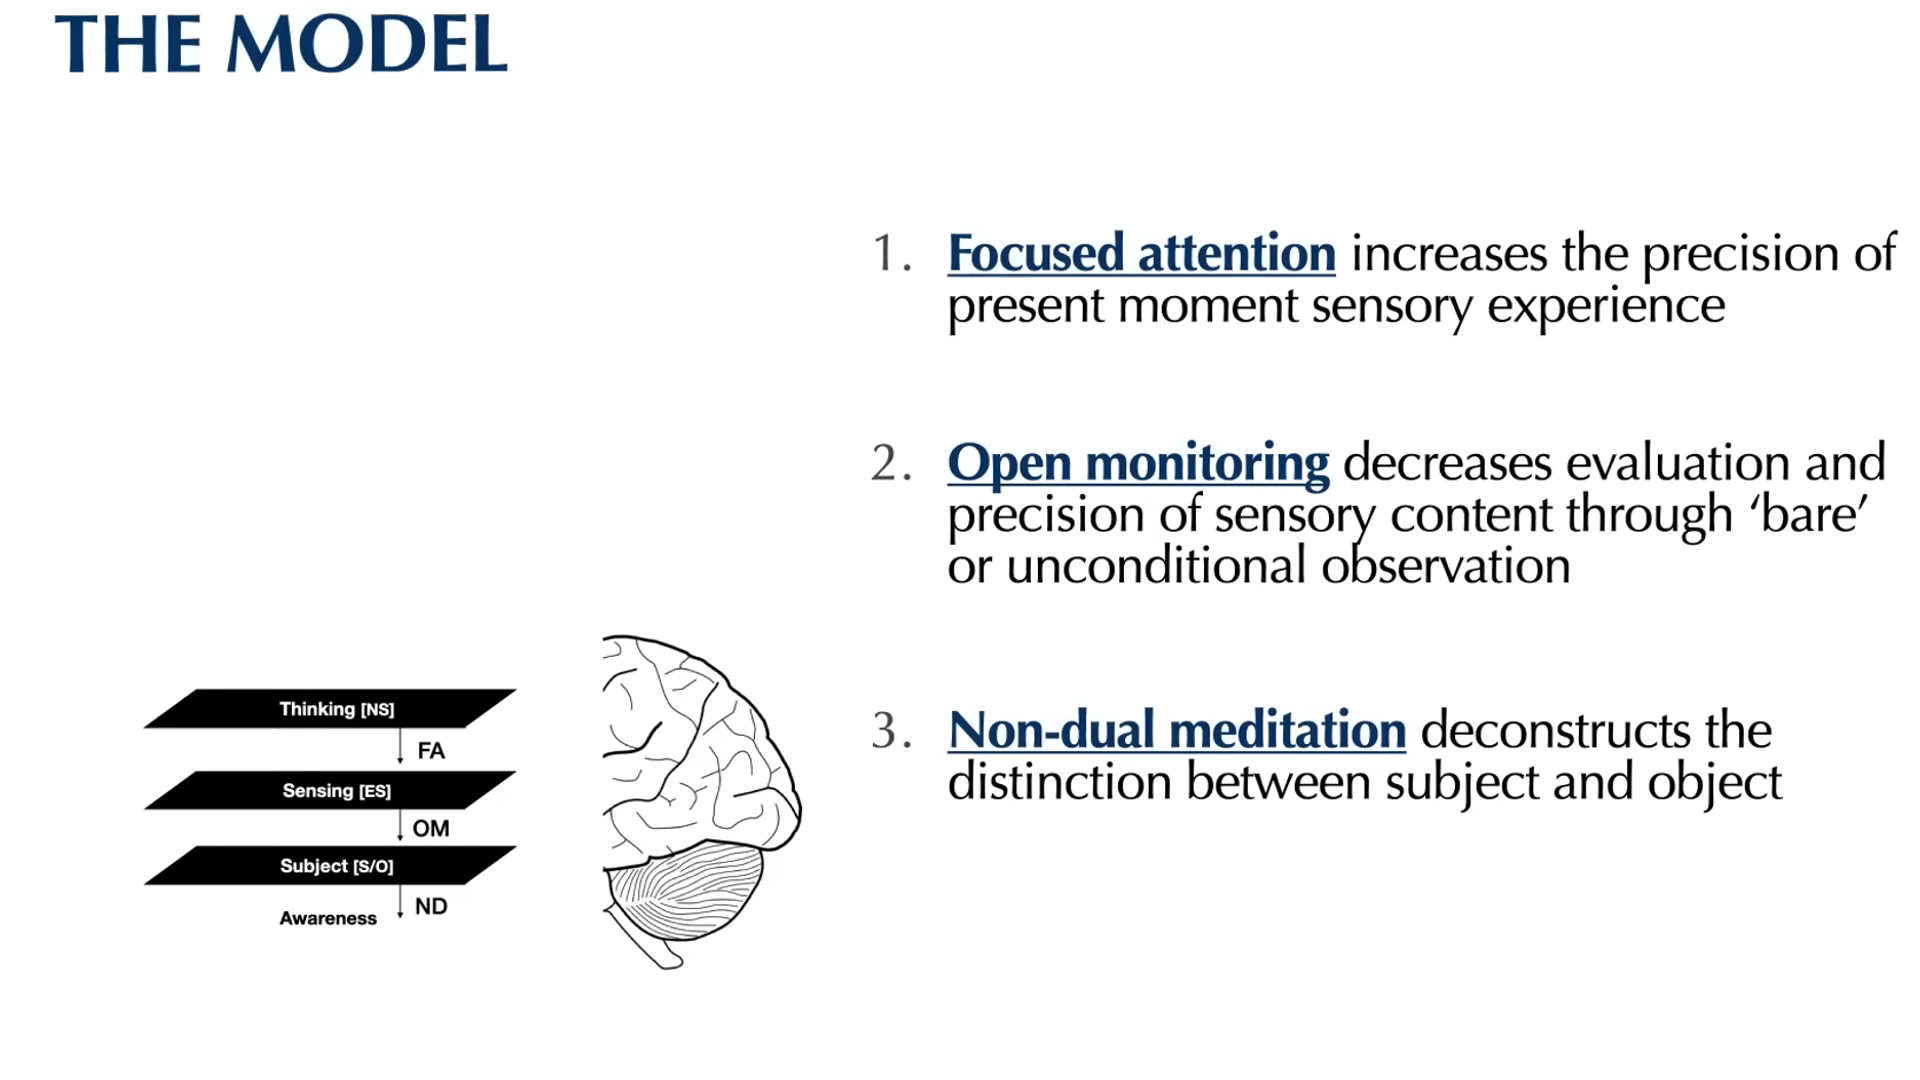 THE MODEL
1. Focused attention increases the precision of
present moment sensory experience
2. Open monitoring decreases evaluation and
precision of sensory content through ‘bare’
or unconditional observation
3. Non-dual meditation deconstructs the
distinction between subject and object
Thinking [NS]
FA
Sensing [ES]
OM
Subject [S/O]
ND
Awareness